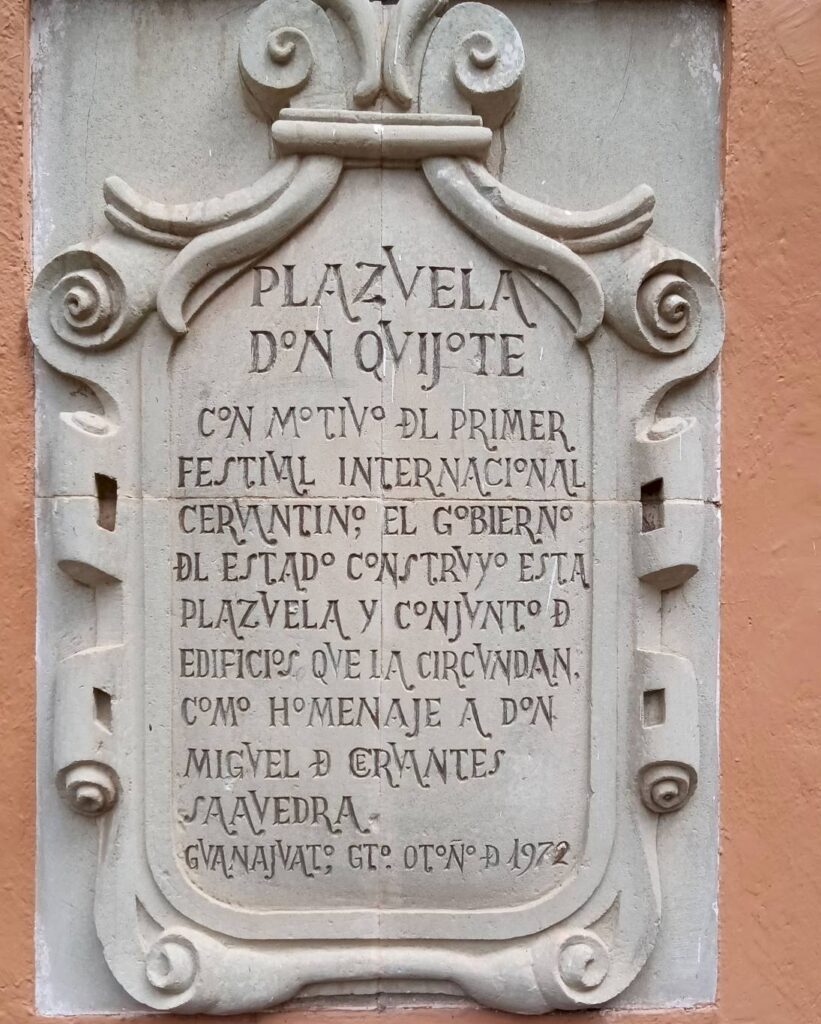 PLAZVELA
DON QVIJOTE
CON MOTIVO DL PRIMER
FESTIVAL INTERNACIONAL
CERVANTINO, EL GOBIERNO
DL ESTADO CONSTRVYO ESTA
PLAZVELA Y CONJVNTO D
EDIFICIOS QVE LA CIRCVNDAN,
COMO HOMENAJE A DON
MIGVEL D CERVANTES
SAAVEDRA.
GVANAJVATO, GTO. OTOÑO D 1972